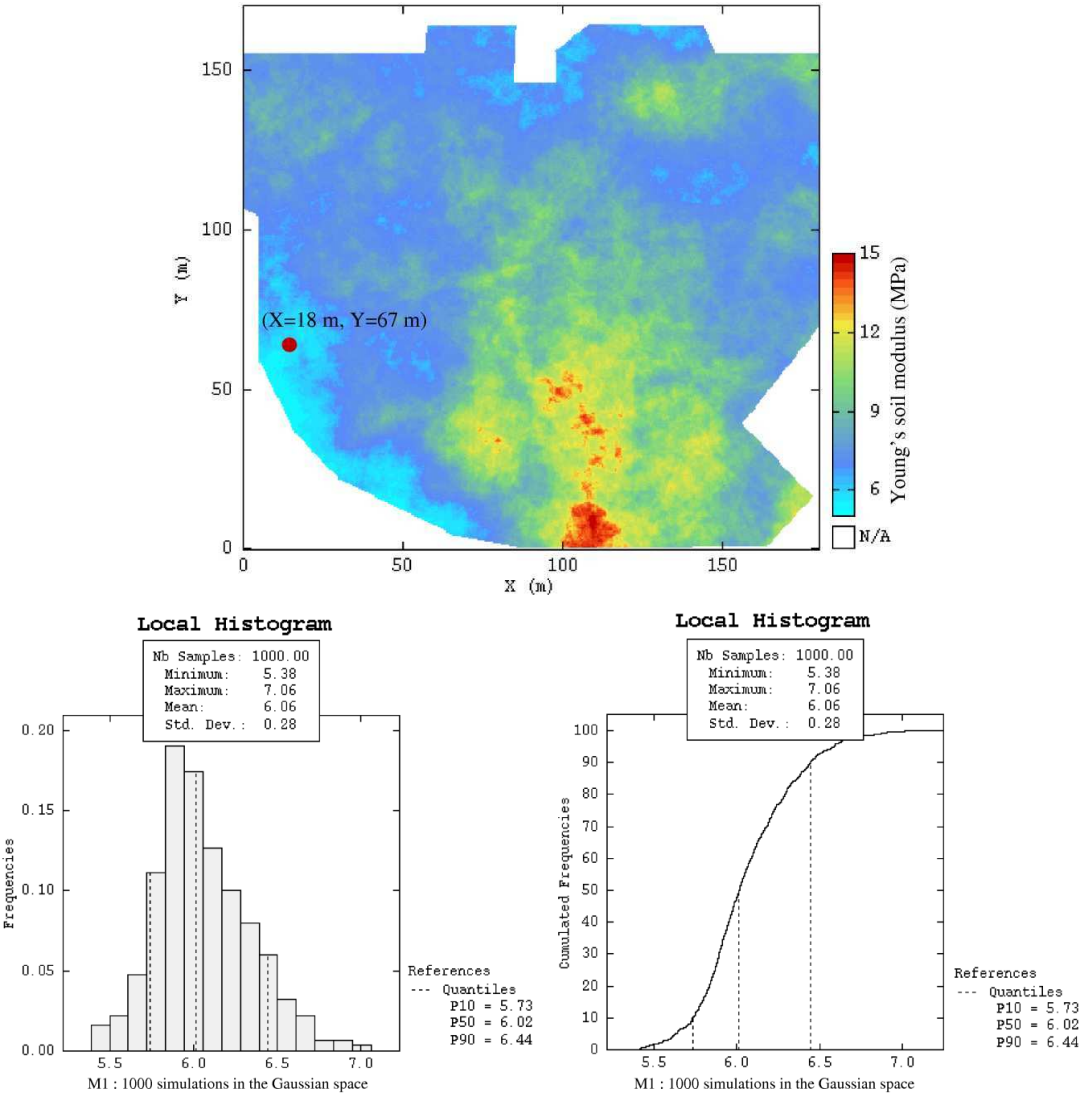 150
100
50
0
Y (m)
0 50 100 150
X (m)
(X=18 m, Y=67 m)
15
12
9
6
N/A
Young's soil modulus (MPa)
Local Histogram
Nb Samples: 1000.00
Minimum: 5.38
Maximum: 7.06
Mean: 6.06
Std. Dev.: 0.28
0.20
0.15
0.10
0.05
0.00
Frequencies
5.5 6.0 6.5 7.0
M1 : 1000 simulations in the Gaussian space
References
--- Quantiles
P10 = 5.73
P50 = 6.02
P90 = 6.44
Local Histogram
Nb Samples: 1000.00
Minimum: 5.38
Maximum: 7.06
Mean: 6.06
Std. Dev.: 0.28
100
90
80
70
60
50
40
30
20
10
0
Cumulated Frequencies
5.5 6.0 6.5 7.0
M1 : 1000 simulations in the Gaussian space
References
--- Quantiles
P10 = 5.73
P50 = 6.02
P90 = 6.44